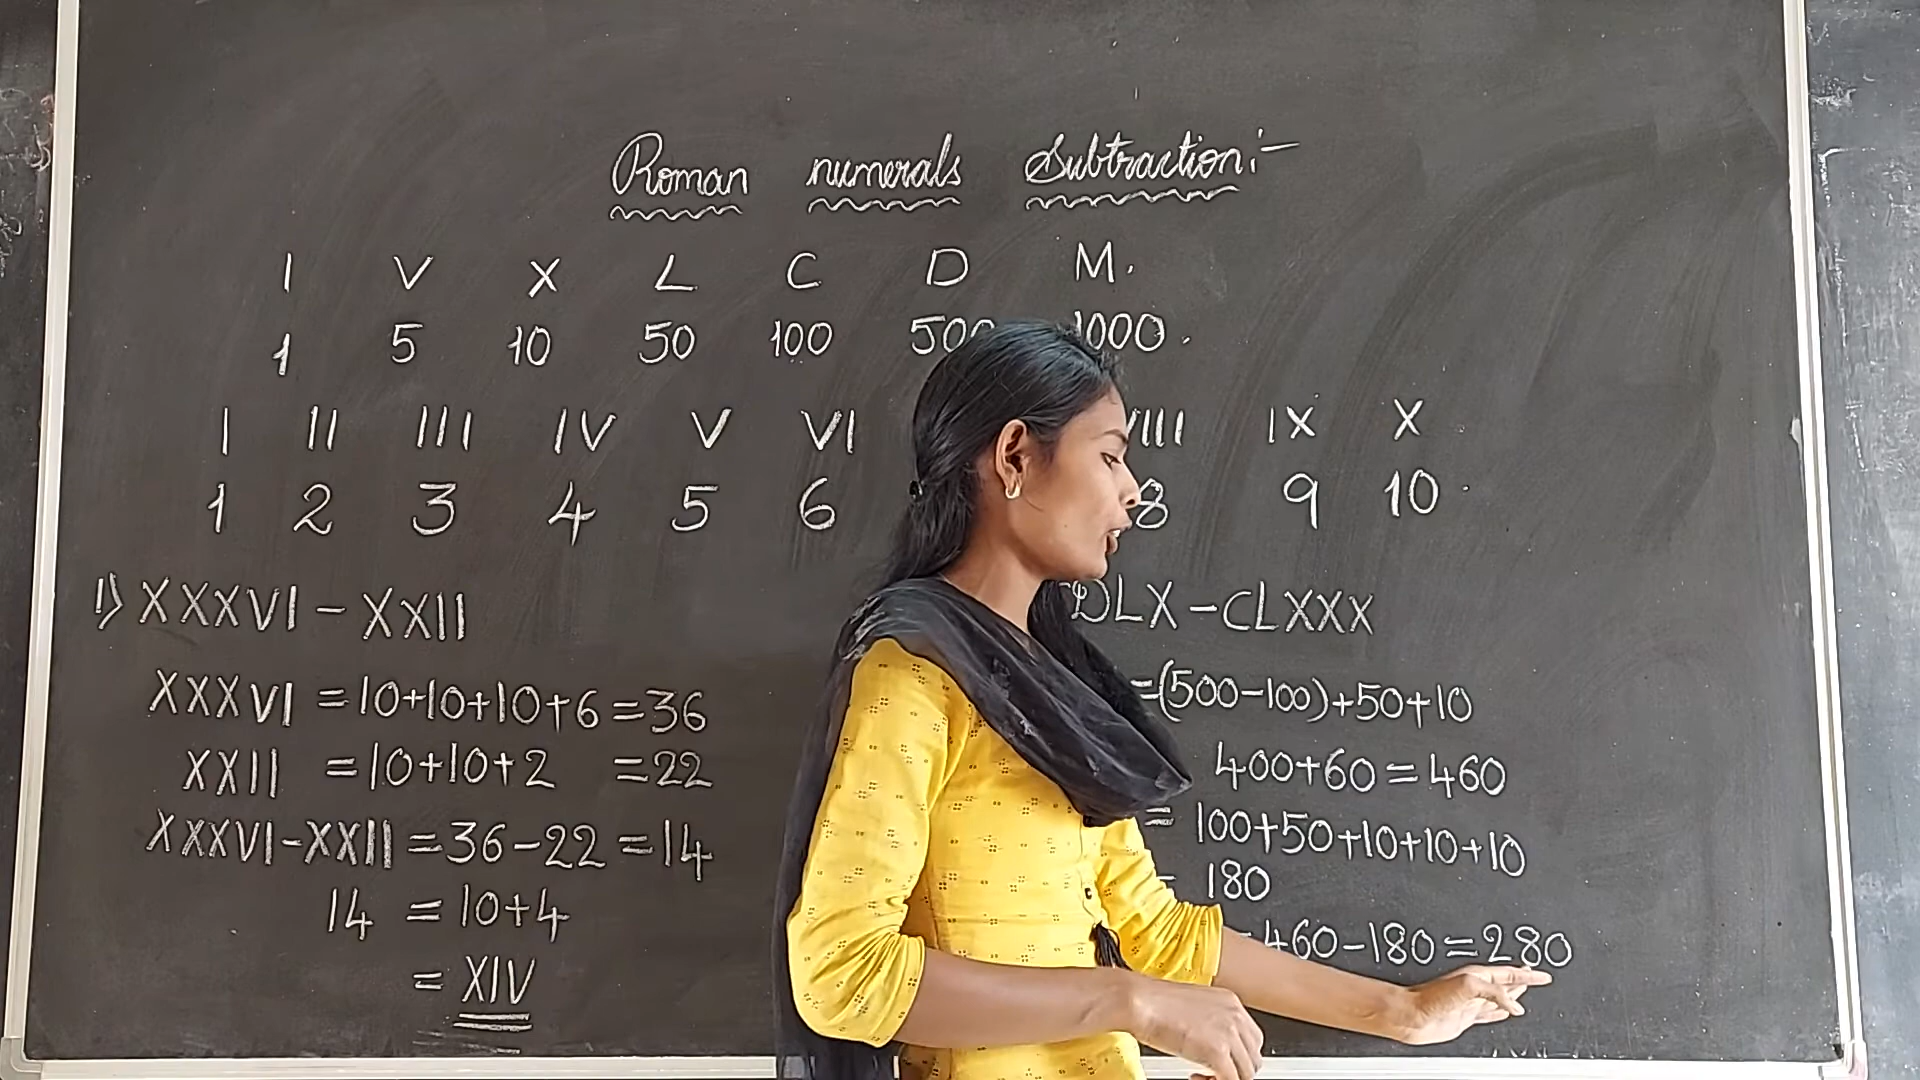 Roman numerals Subtraction:-
I V X L C D M.
1 5 10 50 100 500 1000.
I II III IV V VI VIII IX X
1 2 3 4 5 6 8 9 10
1) XXXVI - XXII
XXXVI = 10+10+10+6 = 36
XXII = 10+10+2 = 22
XXXVI-XXII = 36-22 = 14
14 = 10+4
= XIV
DLX - CLXXX
=(500-100)+50+10
400+60=460
= 100+50+10+10+10
= 180
=460-180=280